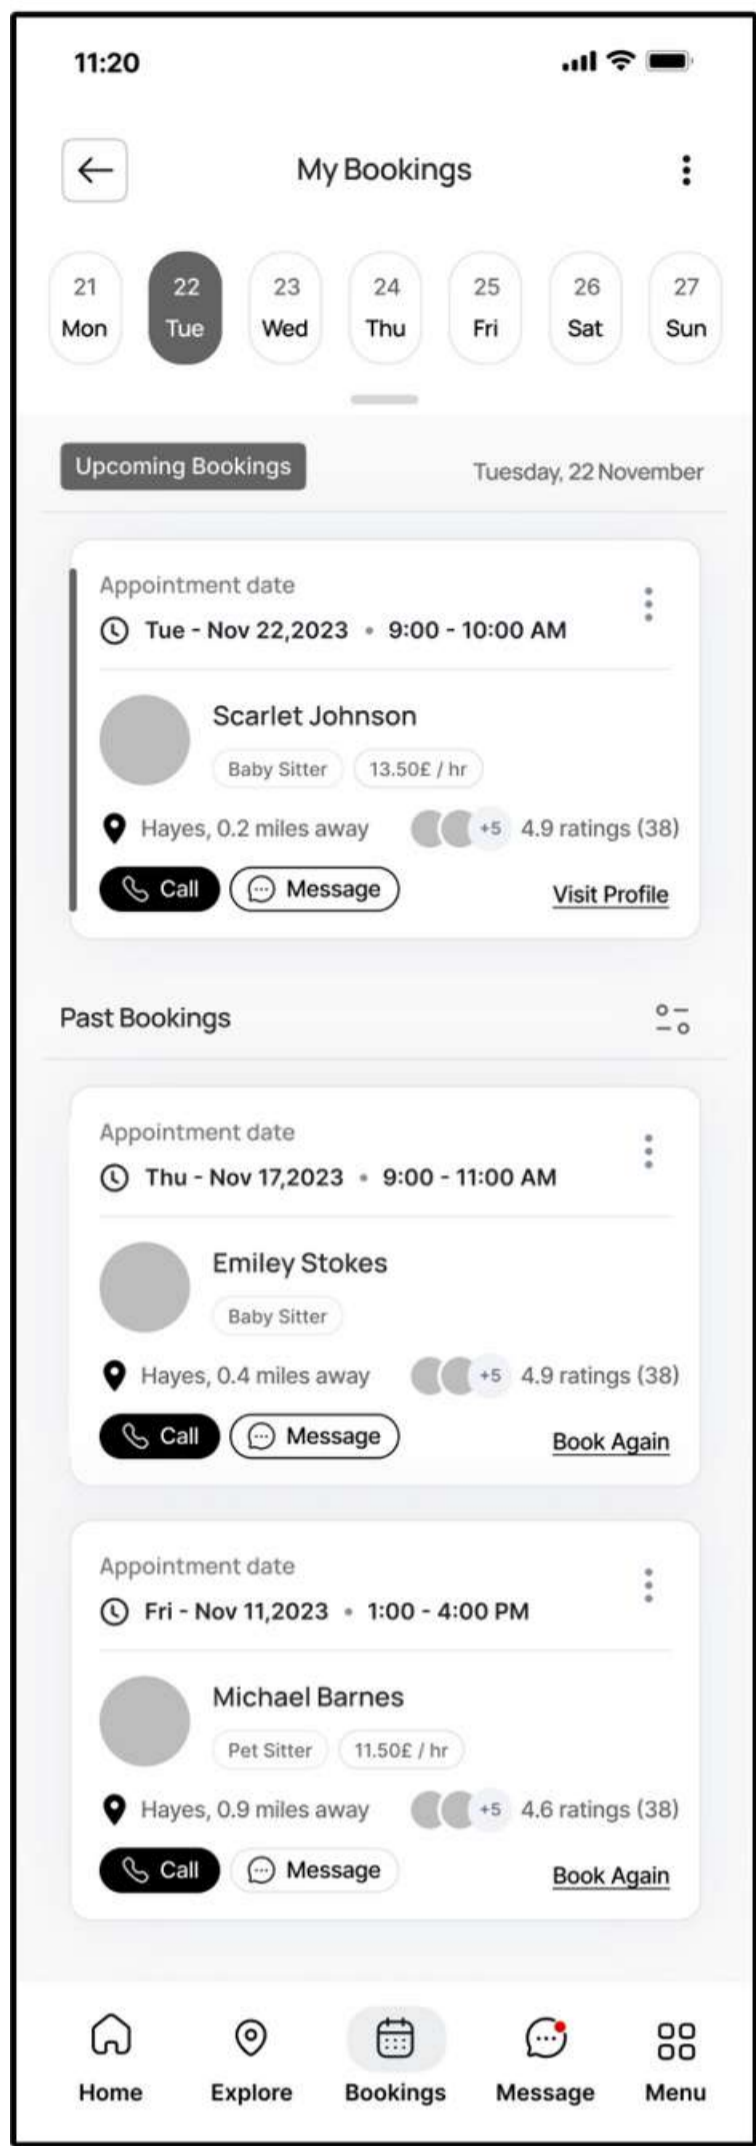 11:20
My Bookings
21 22 23 24 25 26 27
Mon Tue Wed Thu Fri Sat Sun
Upcoming Bookings Tuesday, 22 November
Appointment date
Tue - Nov 22,2023 • 9:00 - 10:00 AM
Scarlet Johnson
Baby Sitter 13.50£ / hr
Hayes, 0.2 miles away +5 4.9 ratings (38)
Call Message Visit Profile
Past Bookings
Appointment date
Thu - Nov 17,2023 • 9:00 - 11:00 AM
Emiley Stokes
Baby Sitter
Hayes, 0.4 miles away +5 4.9 ratings (38)
Call Message Book Again
Appointment date
Fri - Nov 11,2023 • 1:00 - 4:00 PM
Michael Barnes
Pet Sitter 11.50£ / hr
Hayes, 0.9 miles away +5 4.6 ratings (38)
Call Message Book Again
Home Explore Bookings Message Menu